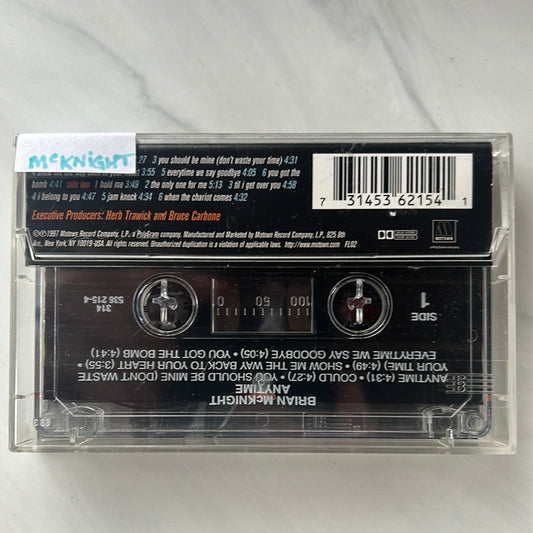 McKNIGHT
27 3 you should be mine (don't waste your time) 4:31
3:55 5 everytime we say goodbye 4:05 6 you got the
bomb 4:41 side two 1 hold me 3:49 2 the only one for me 5:13 3 til i get over you 4:58
4 i belong to you 4:47 5 jam knock 4:34 6 when the chariot comes 4:32
Executive Producers: Herb Trawick and Bruce Carbone
©℗1997 Motown Record Company, L.P., a PolyGram company. Manufactured and Marketed by Motown Record Company, L.P., 825 8th
Ave., New York, NY 10019-USA. All rights reserved. Unauthorized duplication is a violation of applicable laws. http://www.motown.com FL02
7 31453 62154 1
MOTOWN
a PolyGram company
314
536 215-4
100 50 0
SIDE
1
BRIAN McKNIGHT
ANYTIME
ANYTIME (4:31) • COULD (4:27) • YOU SHOULD BE MINE (DON'T WASTE
YOUR TIME) (4:49) • SHOW ME THE WAY BACK TO YOUR HEART (3:55) •
EVERYTIME WE SAY GOODBYE (4:05) • YOU GOT THE BOMB (4:41)